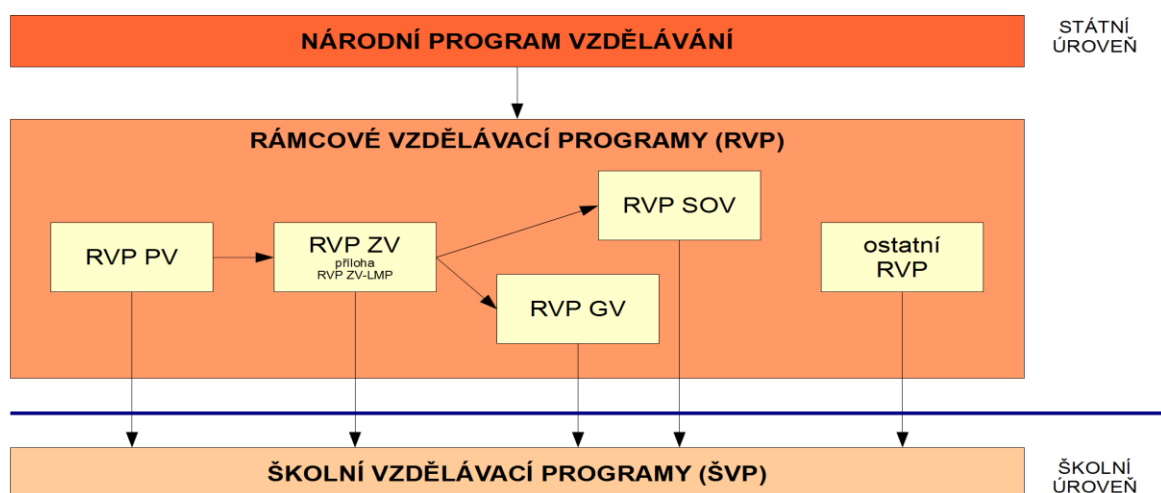 NÁRODNÍ PROGRAM VZDĚLÁVÁNÍ
STÁTNÍ
ÚROVEŇ
RÁMCOVÉ VZDĚLÁVACÍ PROGRAMY (RVP)
RVP PV
RVP ZV
příloha
RVP ZV-LMP
RVP SOV
RVP GV
ostatní
RVP
ŠKOLNÍ VZDĚLÁVACÍ PROGRAMY (ŠVP)
ŠKOLNÍ
ÚROVEŇ